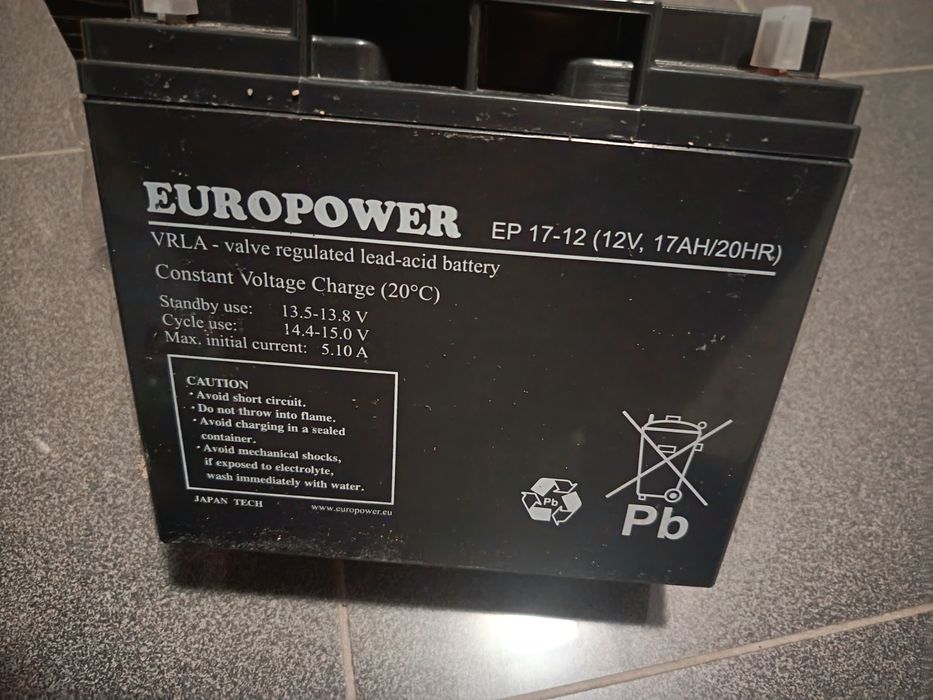 EUROPOWER EP 17-12 (12V, 17AH/20HR)
VRLA - valve regulated lead-acid battery
Constant Voltage Charge (20°C)
Standby use: 13.5-13.8 V
Cycle use: 14.4-15.0 V
Max. initial current: 5.10 A
CAUTION
• Avoid short circuit.
• Do not throw into flame.
• Avoid charging in a sealed
container.
• Avoid mechanical shocks,
if exposed to electrolyte,
wash immediately with water.
JAPAN TECH www.europower.eu
Pb
Pb